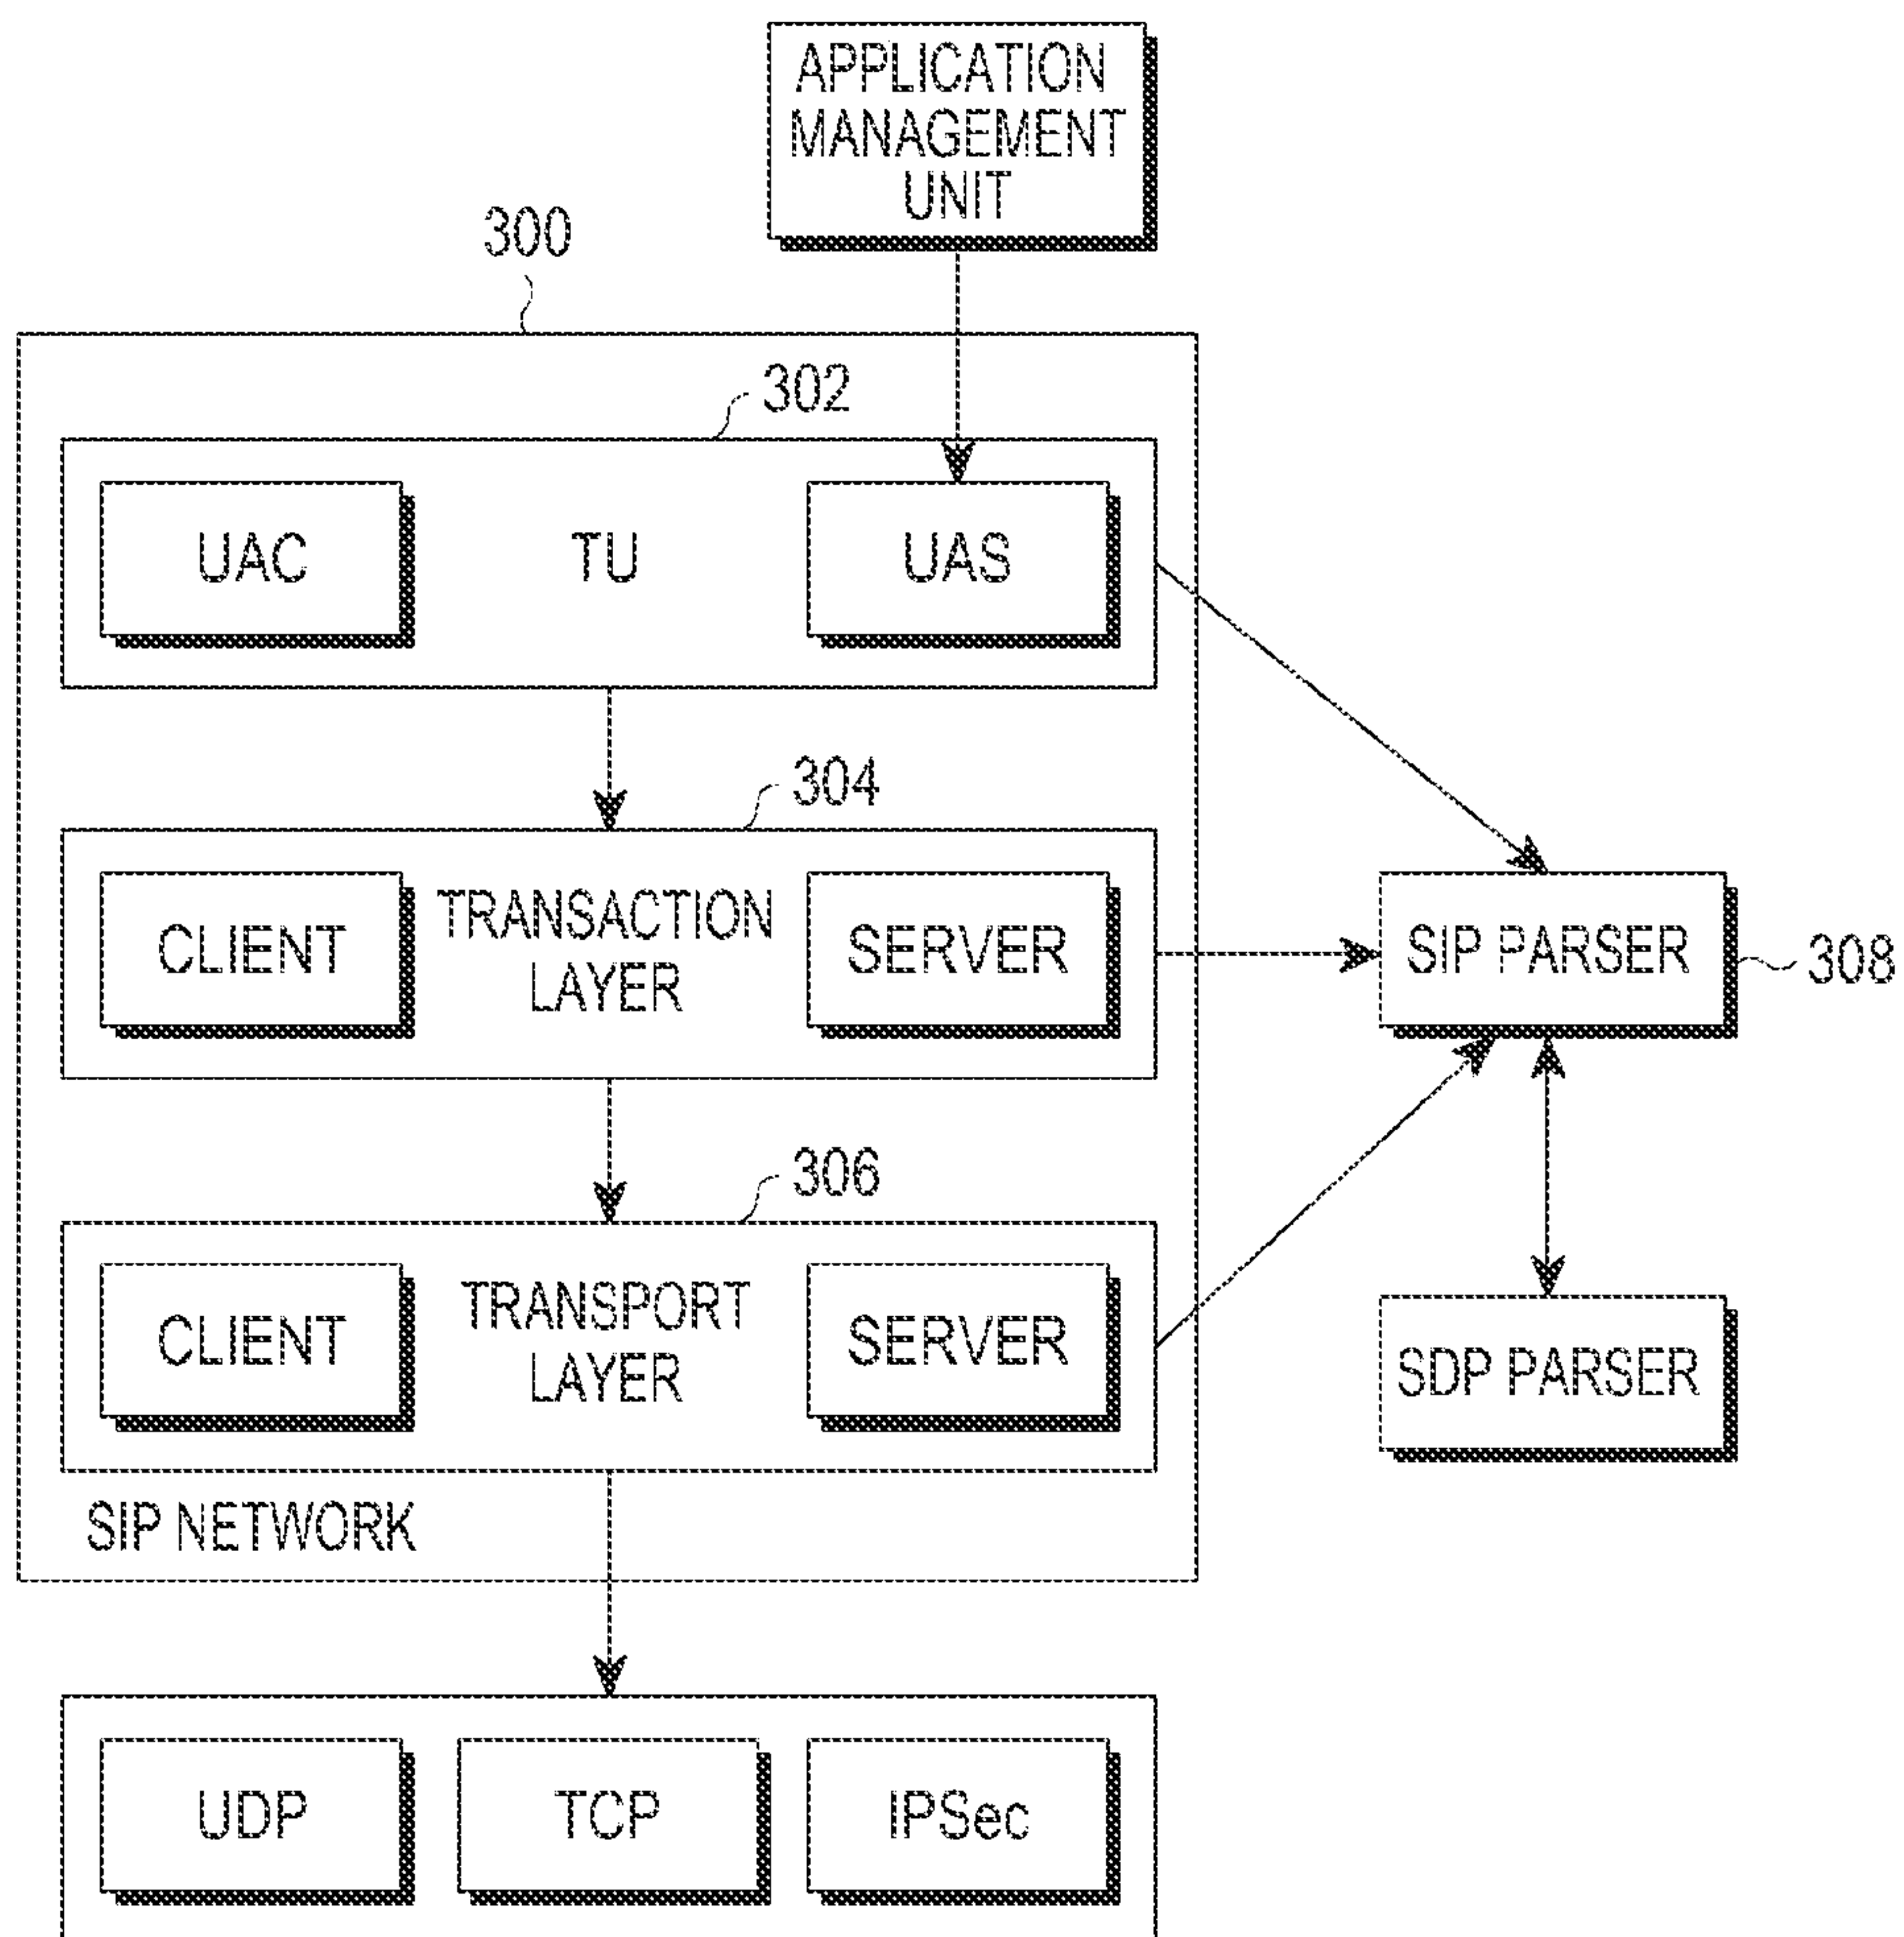 APPLICATION
MANAGEMENT
UNIT
300
302
UAC
TU
UAS
304
CLIENT
TRANSACTION
LAYER
SERVER
SIP PARSER
308
306
CLIENT
TRANSPORT
LAYER
SERVER
SDP PARSER
SIP NETWORK
UDP
TCP
IPSec